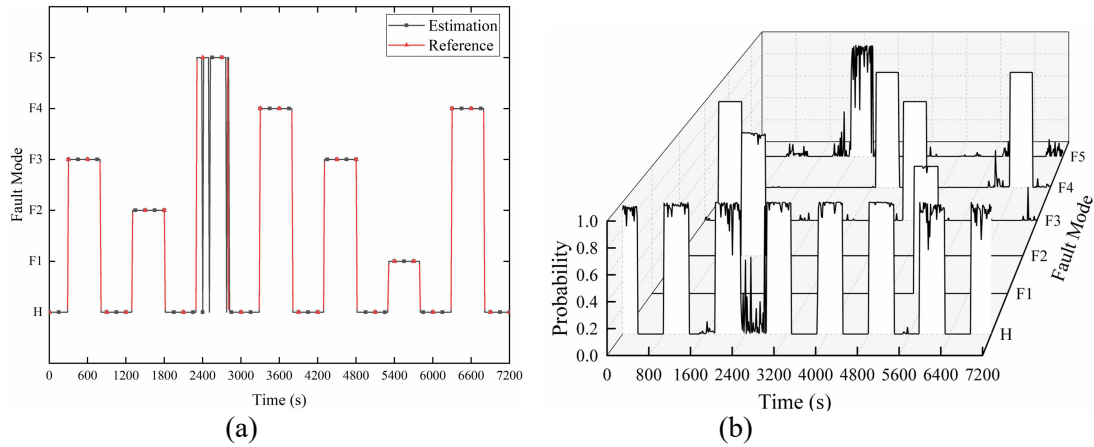 Estimation
Reference
F5
F4
F3
F2
F1
H
Fault Mode
0 600 1200 1800 2400 3000 3600 4200 4800 5400 6000 6600 7200
Time (s)
(a)
1.0
0.8
0.6
0.4
0.2
0.0
Probability
0 800 1600 2400 3200 4000 4800 5600 6400 7200
Time (s)
F5
F4
F3
F2
F1
H
Fault Mode
(b)